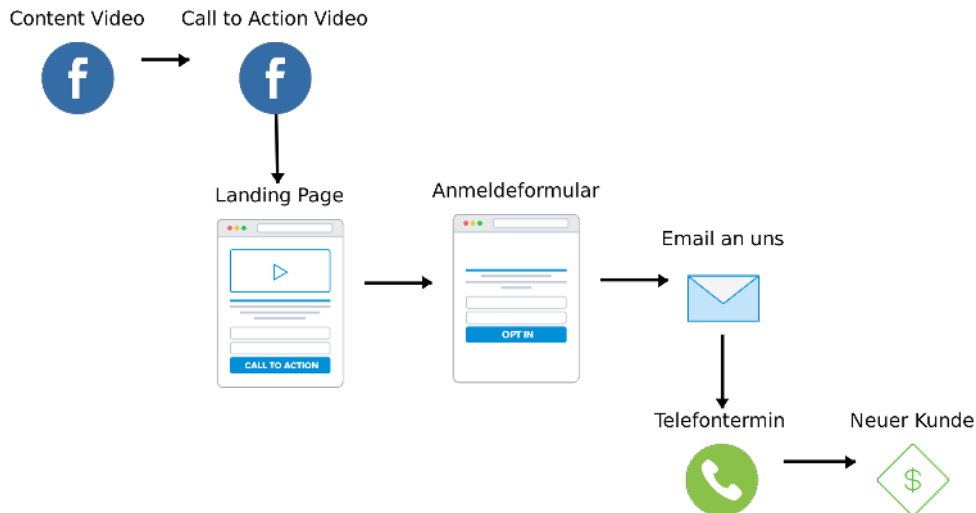 Content Video
Call to Action Video
f
f
Landing Page
Anmeldeformular
Email an uns
CALL TO ACTION
OPT IN
Telefontermin
Neuer Kunde
$